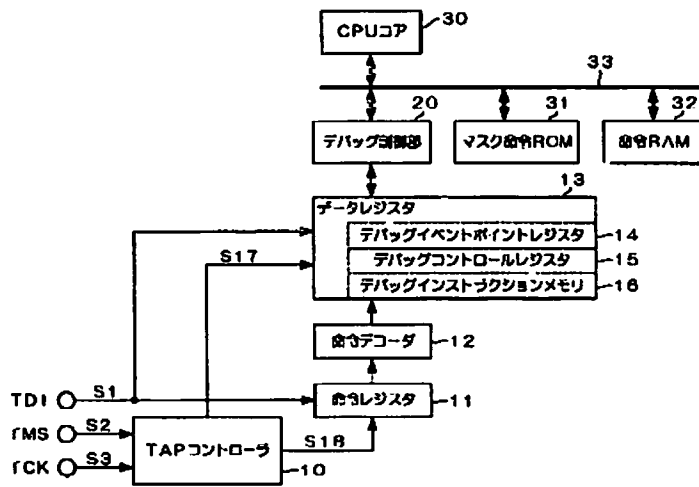 CPUコア
30
33
20
31
32
デバッグ制御部
マスク命令ROM
命令RAM
13
データレジスタ
デバッグイベントポイントレジスタ
14
S17
デバッグコントロールレジスタ
15
デバッグインストラクションメモリ
16
命令デコーダ
12
TDI
S1
命令レジスタ
11
TMS
S2
TAPコントローラ
S18
TCK
S3
10